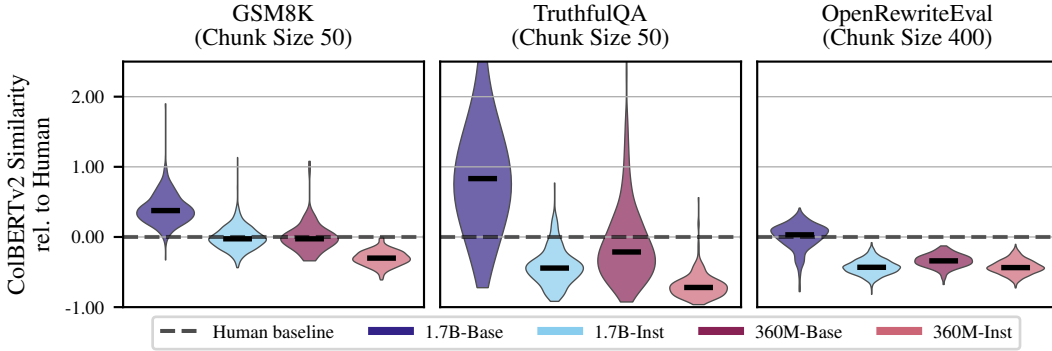 GSM8K
(Chunk Size 50)
TruthfulQA
(Chunk Size 50)
OpenRewriteEval
(Chunk Size 400)
ColBERTv2 Similarity
rel. to Human
2.00
1.00
0.00
-1.00
Human baseline
1.7B-Base
1.7B-Inst
360M-Base
360M-Inst